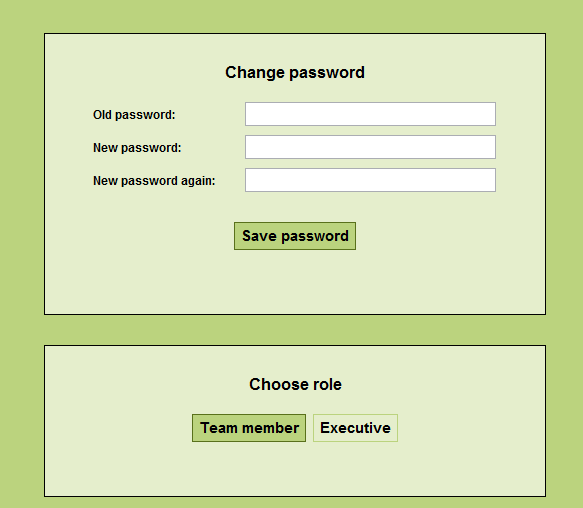 Change password
Old password:
New password:
New password again:
Save password
Choose role
Team member Executive